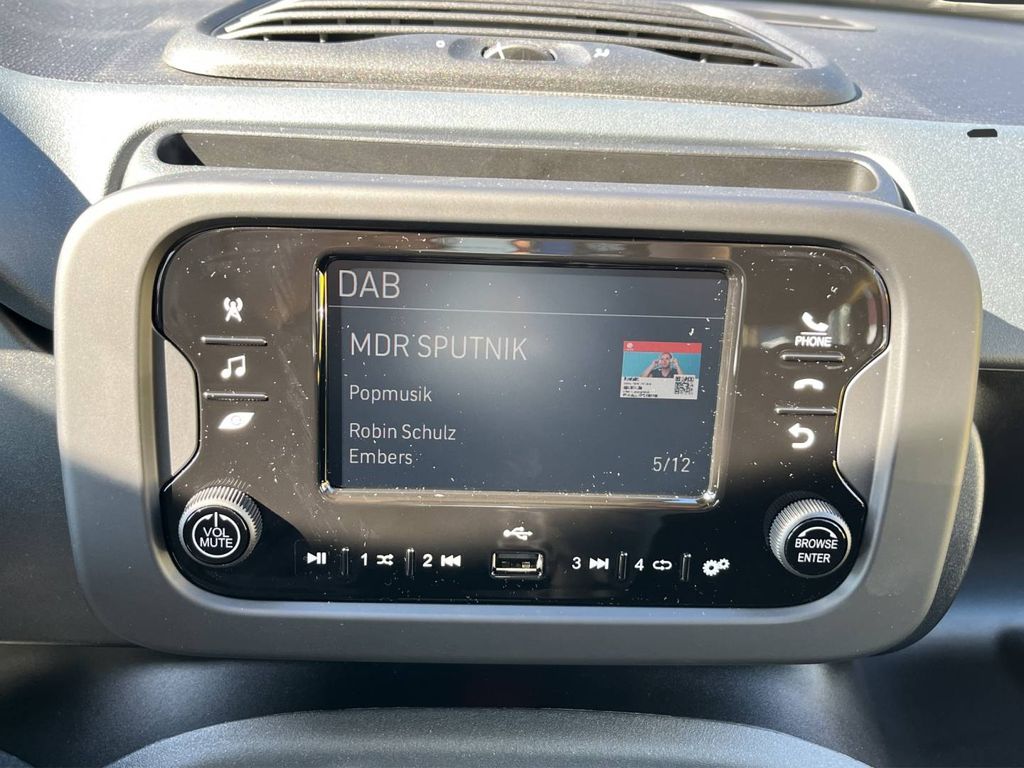 DAB
MDR SPUTNIK
Popmusik
Robin Schulz
Embers
5/12
PHONE
VOL
MUTE
1
2
3
4
BROWSE
ENTER